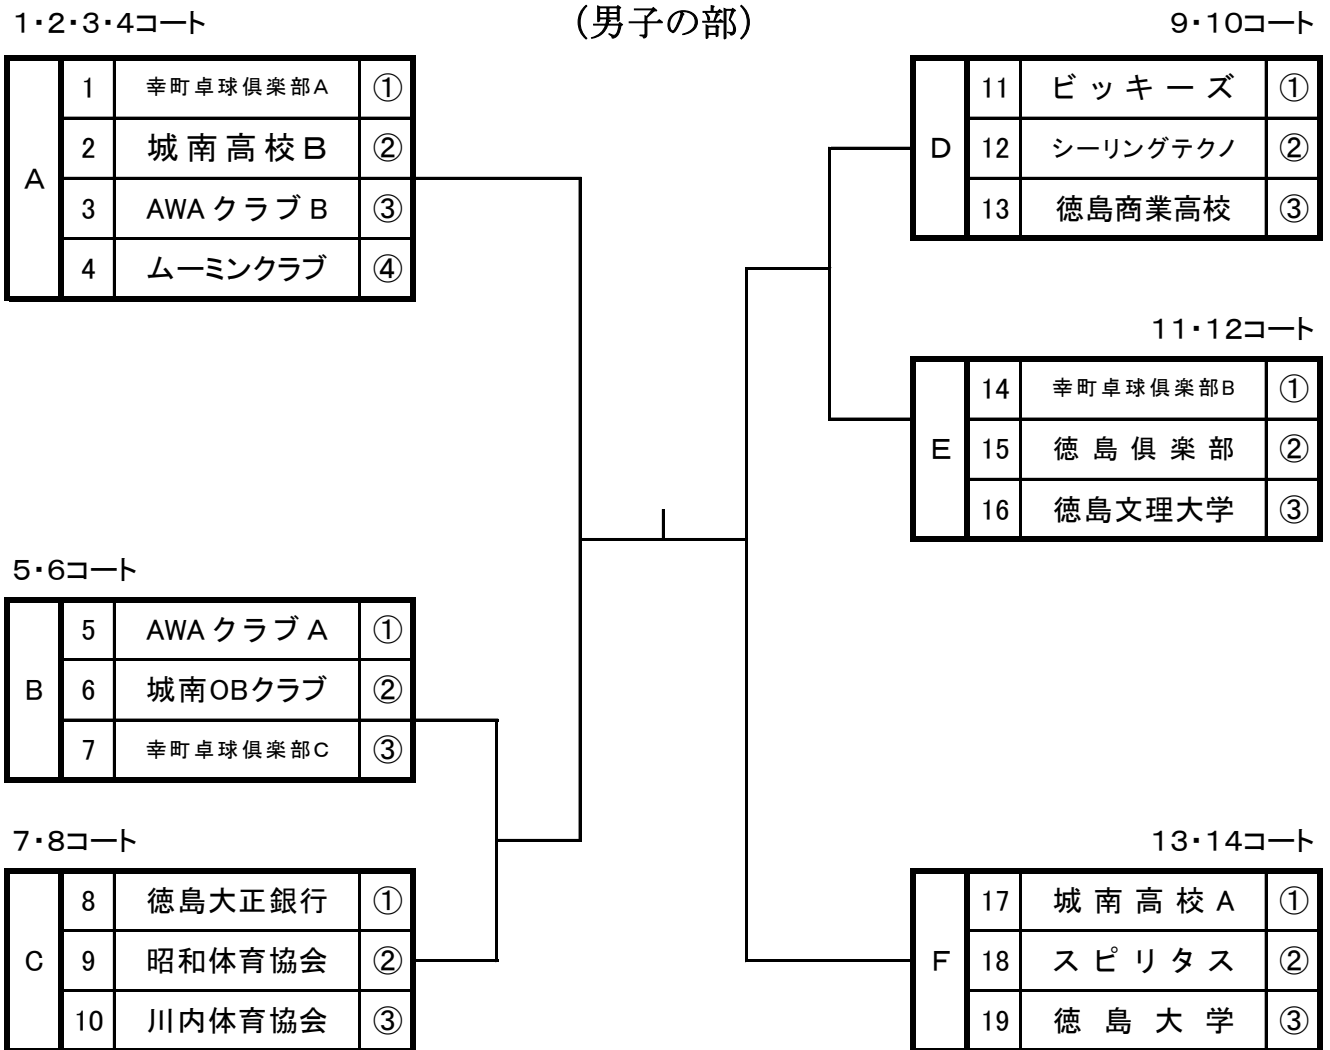 (男子の部)
1・2・3・4コート
A
1 幸町卓球倶楽部A ①
2 城南高校B ②
3 AWAクラブB ③
4 ムーミンクラブ ④
5・6コート
B
5 AWAクラブA ①
6 城南OBクラブ ②
7 幸町卓球倶楽部C ③
7・8コート
C
8 徳島大正銀行 ①
9 昭和体育協会 ②
10 川内体育協会 ③
9・10コート
D
11 ビッキーズ ①
12 シーリングテクノ ②
13 徳島商業高校 ③
11・12コート
E
14 幸町卓球倶楽部B ①
15 徳島倶楽部 ②
16 徳島文理大学 ③
13・14コート
F
17 城南高校A ①
18 スピリタス ②
19 徳島大学 ③